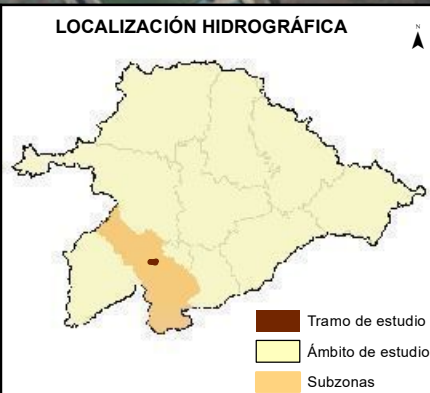 LOCALIZACIÓN HIDROGRÁFICA
N
Tramo de estudio
Ámbito de estudio
Subzonas